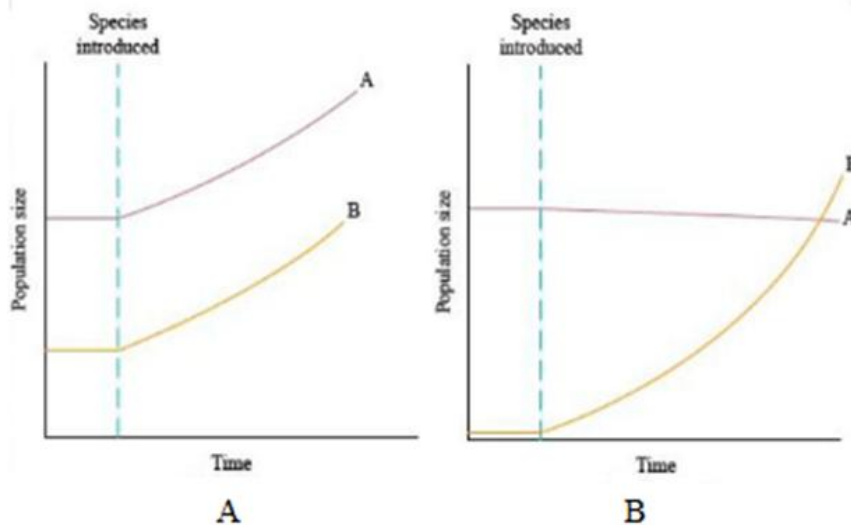 Species
introduced
A
B
Population size
Time
A
Species
introduced
A
Population size
Time
B